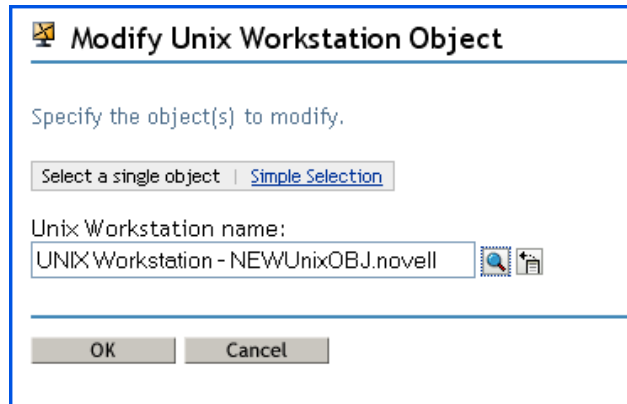 Modify Unix Workstation Object
Specify the object(s) to modify.
Select a single object | Simple Selection
Unix Workstation name:
UNIX Workstation - NEWUnixOBJ.novell
OK Cancel